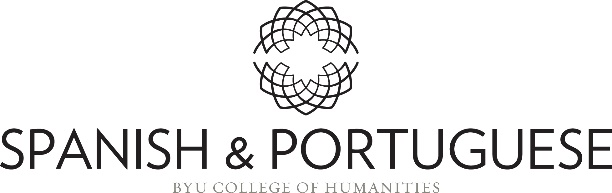 SPANISH & PORTUGUESE
BYU COLLEGE OF HUMANITIES